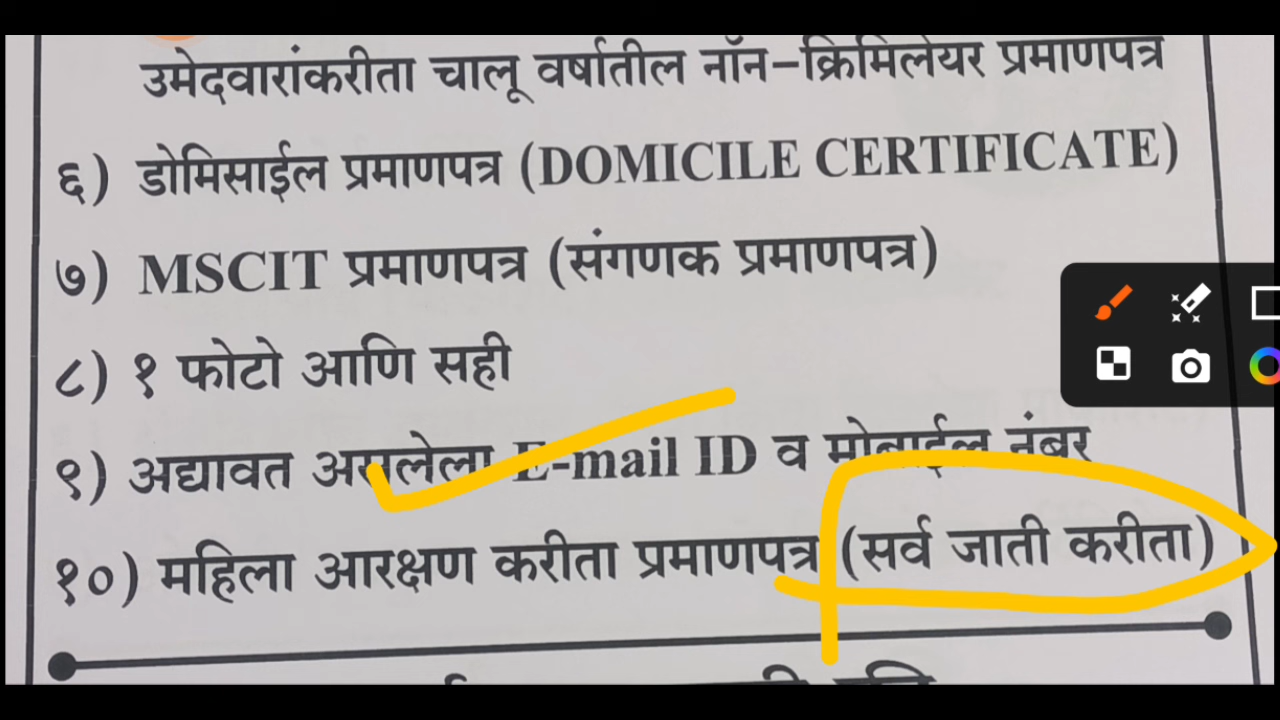 उमेदवारांकरीता चालू वर्षातील नॉन-क्रिमिलेयर प्रमाणपत्र
६) डोमिसाईल प्रमाणपत्र (DOMICILE CERTIFICATE)
७) MSCIT प्रमाणपत्र (संगणक प्रमाणपत्र)
८) १ फोटो आणि सही
९) अद्यावत असलेला E-mail ID व मोबाईल नंबर
१०) महिला आरक्षण करीता प्रमाणपत्र (सर्व जाती करीता)